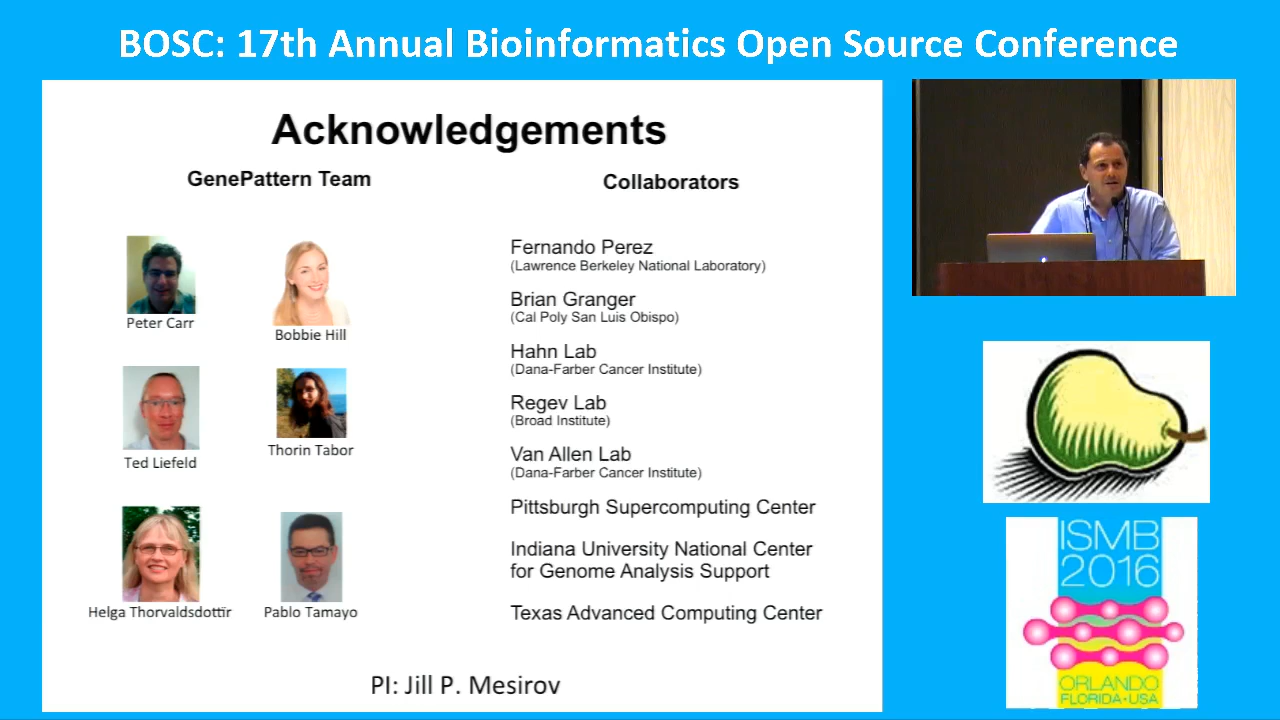 BOSC: 17th Annual Bioinformatics Open Source Conference
Acknowledgements
GenePattern Team
Peter Carr
Bobbie Hill
Ted Liefeld
Thorin Tabor
Helga Thorvaldsdottir
Pablo Tamayo
Collaborators
Fernando Perez
(Lawrence Berkeley National Laboratory)
Brian Granger
(Cal Poly San Luis Obispo)
Hahn Lab
(Dana-Farber Cancer Institute)
Regev Lab
(Broad Institute)
Van Allen Lab
(Dana-Farber Cancer Institute)
Pittsburgh Supercomputing Center
Indiana University National Center
for Genome Analysis Support
Texas Advanced Computing Center
PI: Jill P. Mesirov
ISMB
2016
ORLANDO
FLORIDA•USA